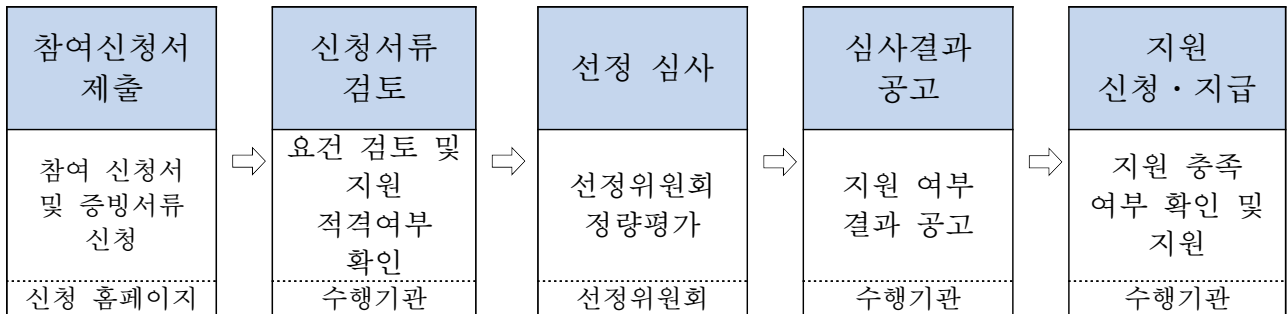 참여신청서
제출
참여 신청서
및 증빙서류
신청
신청 홈페이지
신청서류
검토
요건 검토 및
지원
적격여부
확인
수행기관
선정 심사
선정위원회
정량평가
선정위원회
심사결과
공고
지원 여부
결과 공고
수행기관
지원
신청・지급
지원 충족
여부 확인 및
지원
수행기관